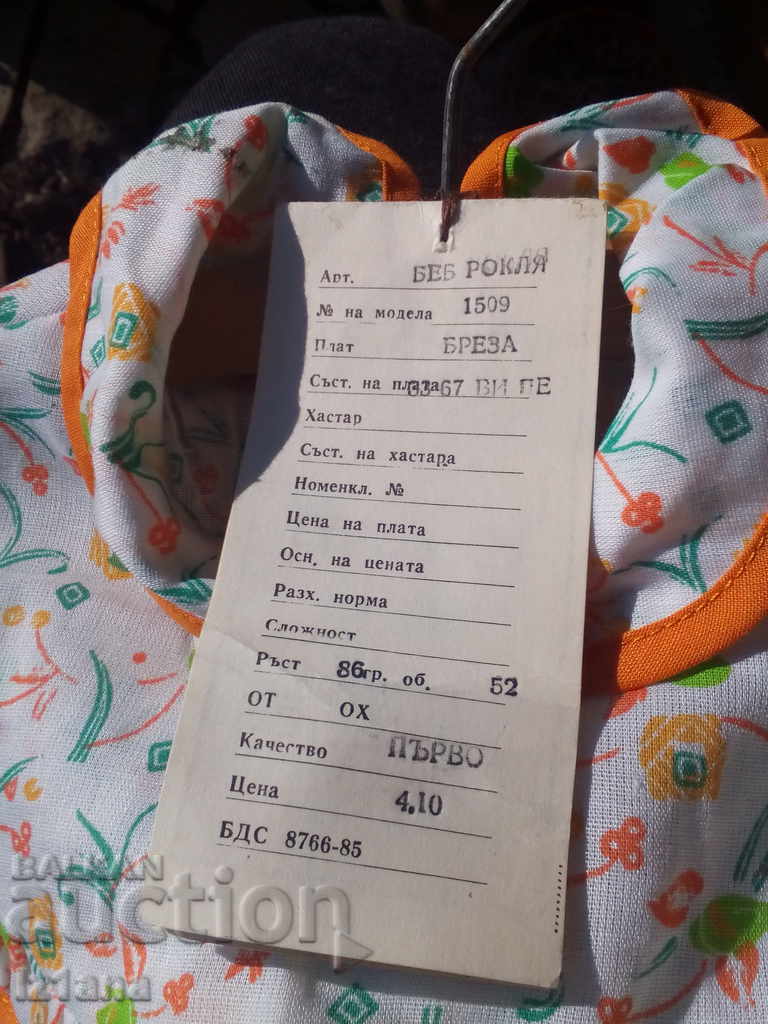 Арт. БЕБ РОКЛЯ
№ на модела 1509
Плат БРЕЗА
Съст. на плата 33-67 ВИ ПЕ
Хастар
Съст. на хастара
Номенкл. №
Цена на плата
Осн. на цената
Разх. норма
Сложност
Ръст 86 гр. об. 52
ОТ ОХ
Качество ПЪРВО
Цена 4.10
БДС 8766-85
BALKAN
auction
iz1ana